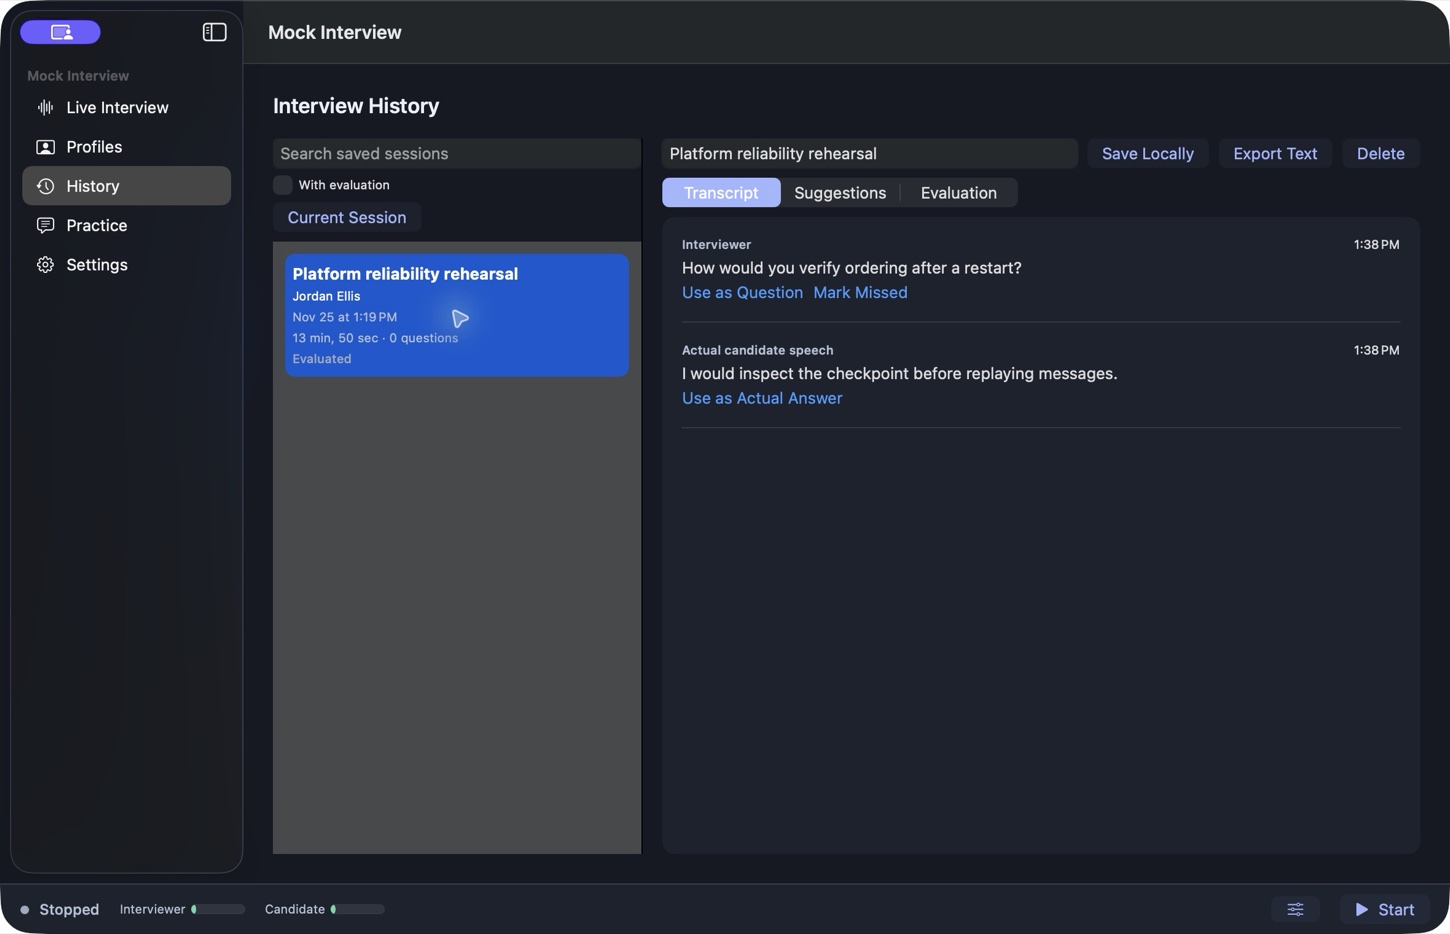 Mock Interview
Mock Interview
Live Interview
Profiles
History
Practice
Settings
Interview History
Search saved sessions
With evaluation
Current Session
Platform reliability rehearsal
Jordan Ellis
Nov 25 at 1:19 PM
13 min, 50 sec · 0 questions
Evaluated
Platform reliability rehearsal
Save Locally
Export Text
Delete
Transcript
Suggestions
Evaluation
Interviewer 1:38 PM
How would you verify ordering after a restart?
Use as Question Mark Missed
Actual candidate speech 1:38 PM
I would inspect the checkpoint before replaying messages.
Use as Actual Answer
Stopped
Interviewer
Candidate
Start